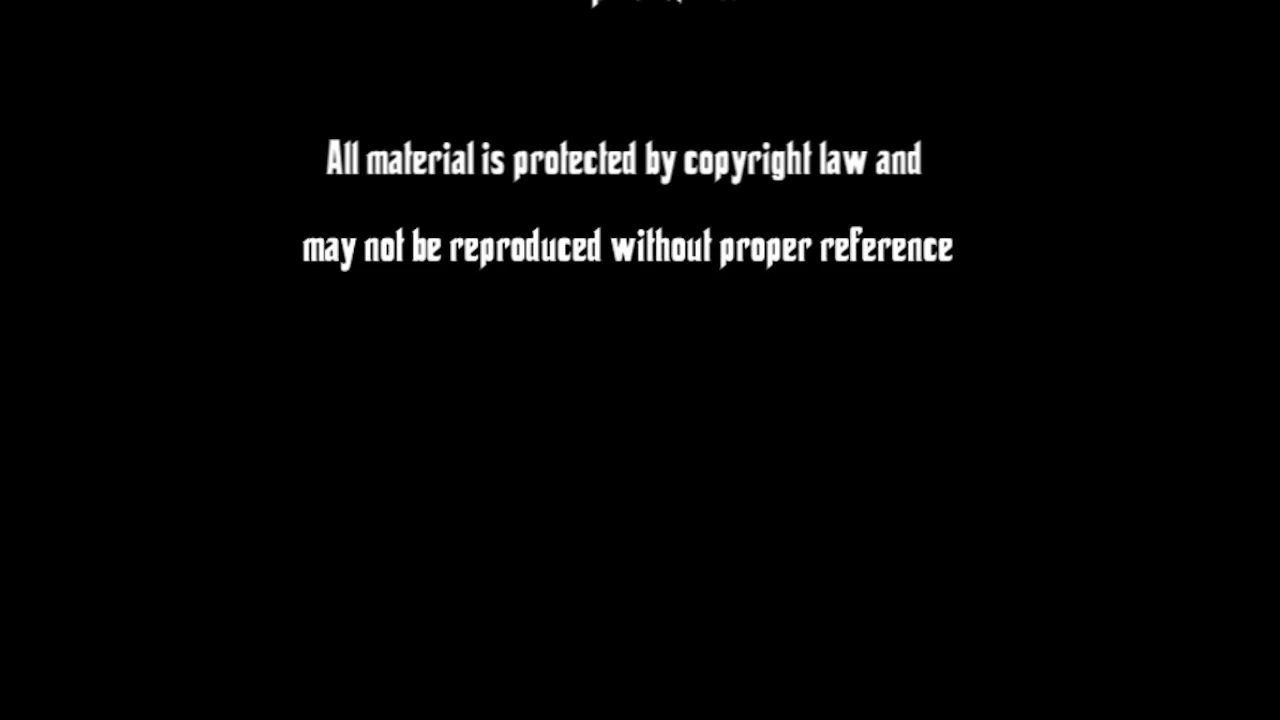 All material is protected by copyright law and
may not be reproduced without proper reference